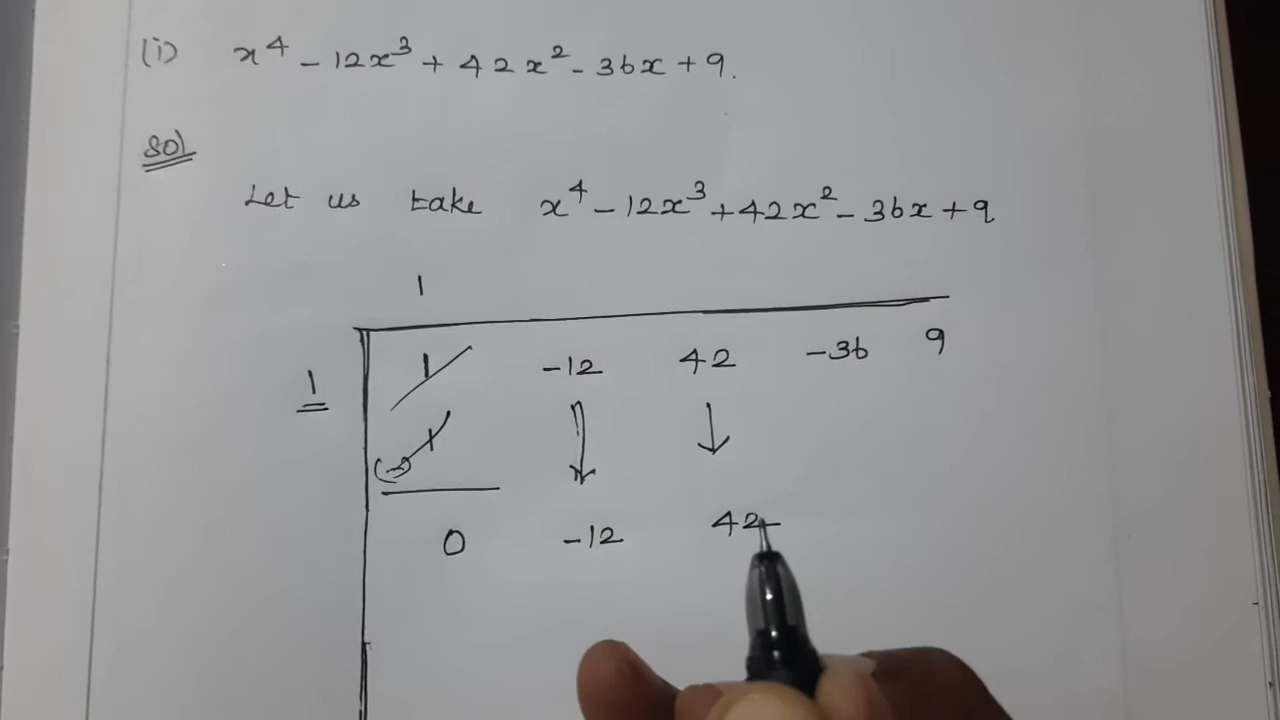 (i) x⁴ - 12x³ + 42x² - 36x + 9.
Sol
Let us take x⁴ - 12x³ + 42x² - 36x + 9
1
1 1 -12 42 -36 9
(-) 1
0 -12 42